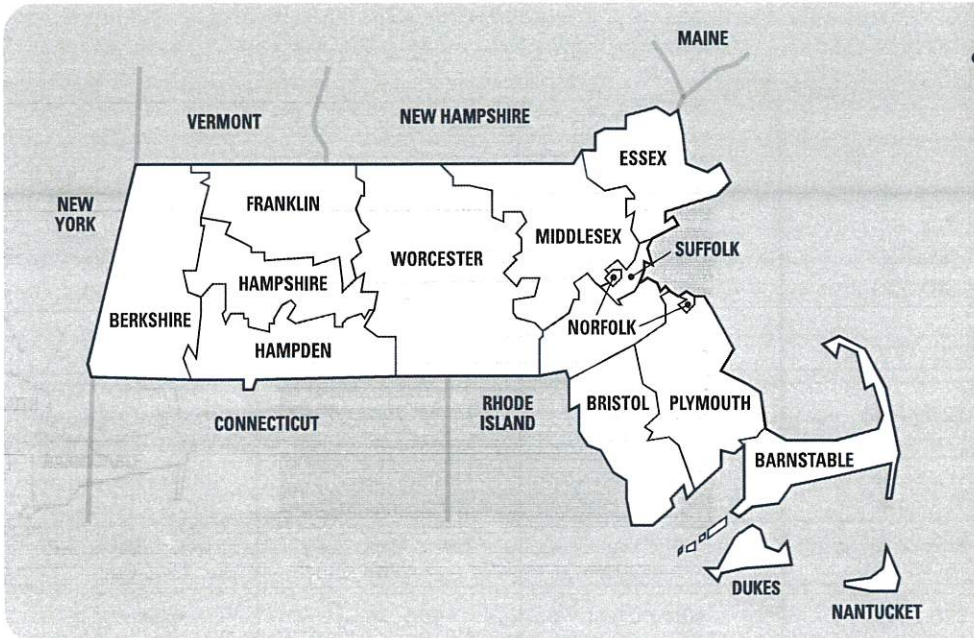 MAINE
VERMONT
NEW HAMPSHIRE
ESSEX
NEW
YORK
FRANKLIN
MIDDLESEX
SUFFOLK
WORCESTER
HAMPSHIRE
BERKSHIRE
NORFOLK
HAMPDEN
CONNECTICUT
RHODE
ISLAND
BRISTOL
PLYMOUTH
BARNSTABLE
DUKES
NANTUCKET